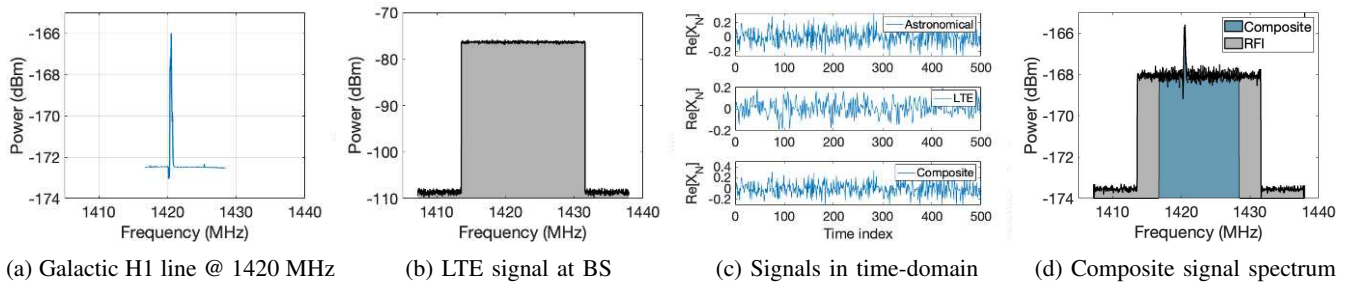 -166
-168
-170
-172
-174
Power (dBm)
1410
1420
1430
1440
Frequency (MHz)
(a) Galactic H1 line @ 1420 MHz
-70
-80
-90
-100
-110
Power (dBm)
1410
1420
1430
1440
Frequency (MHz)
(b) LTE signal at BS
Re[X_N]
0.2
0
-0.2
Astronomical
0
100
200
300
400
500
Re[X_N]
0.2
0
-0.2
LTE
0
100
200
300
400
500
Re[X_N]
0.4
0.2
0
-0.2
Composite
0
100
200
300
400
500
Time index
(c) Signals in time-domain
-166
-168
-170
-172
-174
Power (dBm)
Composite
RFI
1410
1420
1430
1440
Frequency (MHz)
(d) Composite signal spectrum